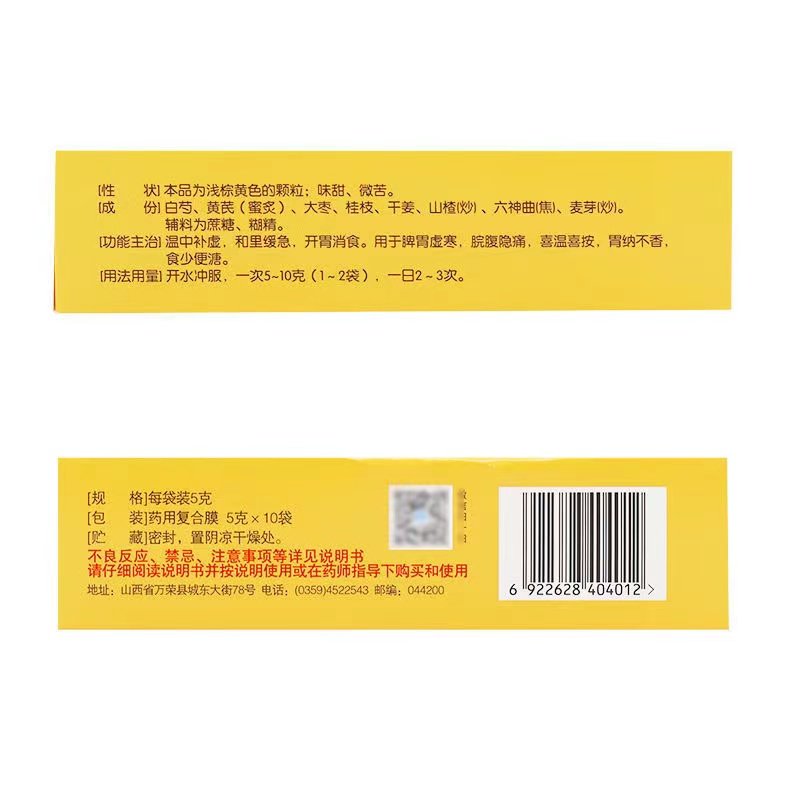 [性　　状]本品为浅棕黄色的颗粒；味甜、微苦。
[成　　份]白芍、黄芪（蜜炙）、大枣、桂枝、干姜、山楂(炒)、六神曲(焦)、麦芽(炒)。
辅料为蔗糖、糊精。
[功能主治]温中补虚，和里缓急，开胃消食。用于脾胃虚寒，脘腹隐痛，喜温喜按，胃纳不香，
食少便溏。
[用法用量]开水冲服，一次5~10克（1~2袋），一日2~3次。
[规　　格]每袋装5克
[包　　装]药用复合膜 5克×10袋
[贮　　藏]密封，置阴凉干燥处。
不良反应、禁忌、注意事项等详见说明书
请仔细阅读说明书并按说明使用或在药师指导下购买和使用
地址：山西省万荣县城东大街78号 电话：(0359)4522543 邮编：044200
6 922628 404012 >